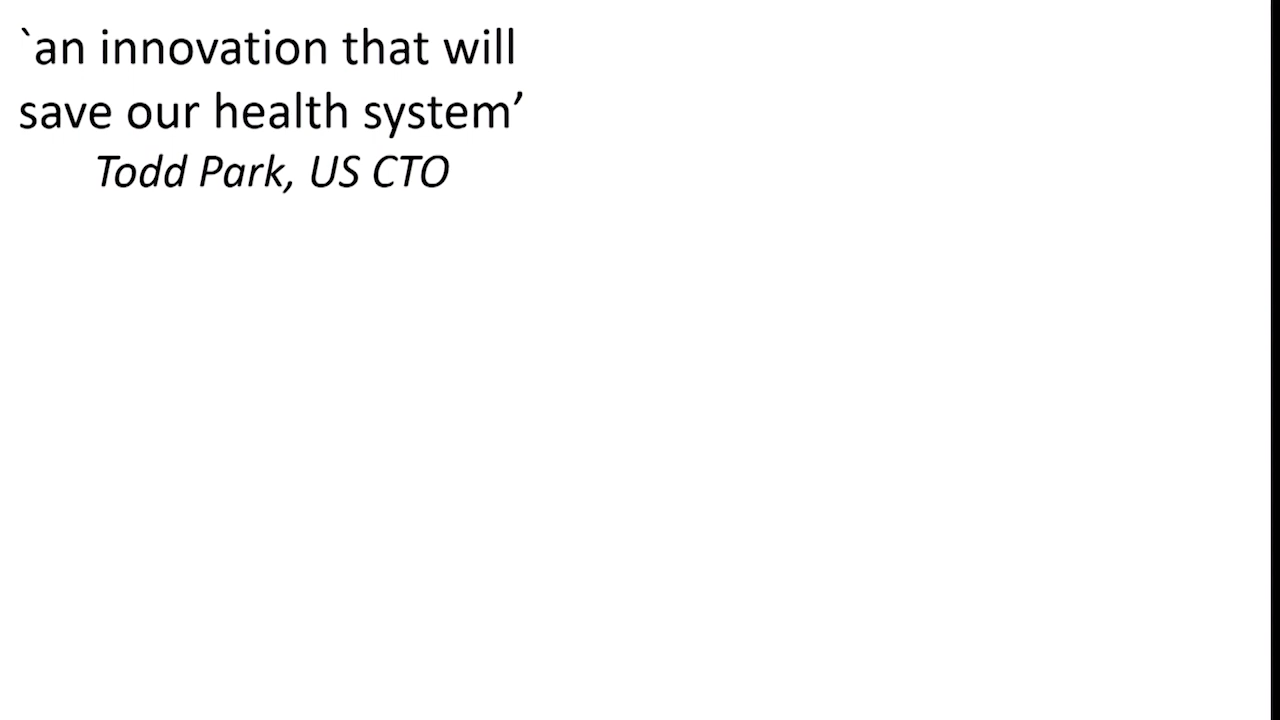 `an innovation that will
save our health system’
Todd Park, US CTO